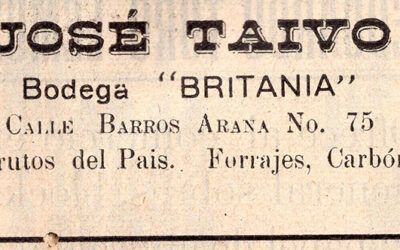 JOSÉ TAIVO
Bodega "BRITANIA"
CALLE BARROS ARANA No. 75
rutos del Pais. Forrajes, Carbón